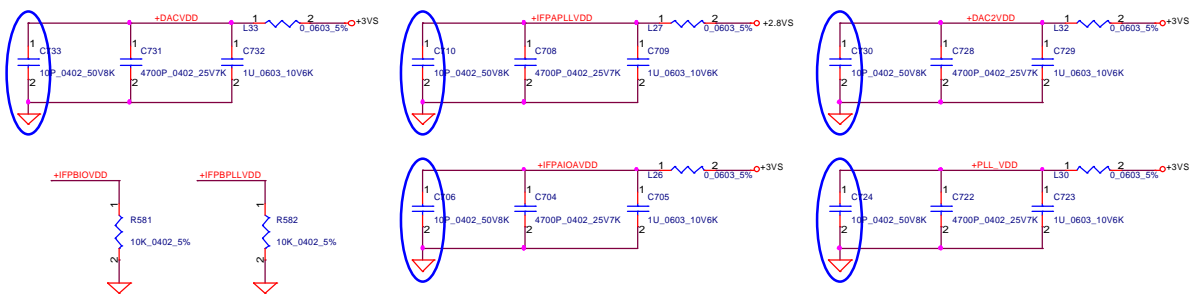 +DACVDD
1
2
+3VS
L33
0_0603_5%
1
C733
1
C731
1
C732
10P_0402_50V8K
4700P_0402_25V7K
1U_0603_10V6K
2
2
2
+IFPAPLLVDD
1
2
+2.8VS
L27
0_0603_5%
1
C710
1
C708
1
C709
10P_0402_50V8K
4700P_0402_25V7K
1U_0603_10V6K
2
2
2
+DAC2VDD
1
2
+3VS
L32
0_0603_5%
1
C730
1
C728
1
C729
10P_0402_50V8K
4700P_0402_25V7K
1U_0603_10V6K
2
2
2
+IFPBIOVDD
1
R581
10K_0402_5%
2
+IFPBPLLVDD
1
R582
10K_0402_5%
2
+IFPAIOAVDD
1
2
+3VS
L26
0_0603_5%
1
C706
1
C704
1
C705
10P_0402_50V8K
4700P_0402_25V7K
1U_0603_10V6K
2
2
2
+PLL_VDD
1
2
+3VS
L30
0_0603_5%
1
C724
1
C722
1
C723
10P_0402_50V8K
4700P_0402_25V7K
1U_0603_10V6K
2
2
2